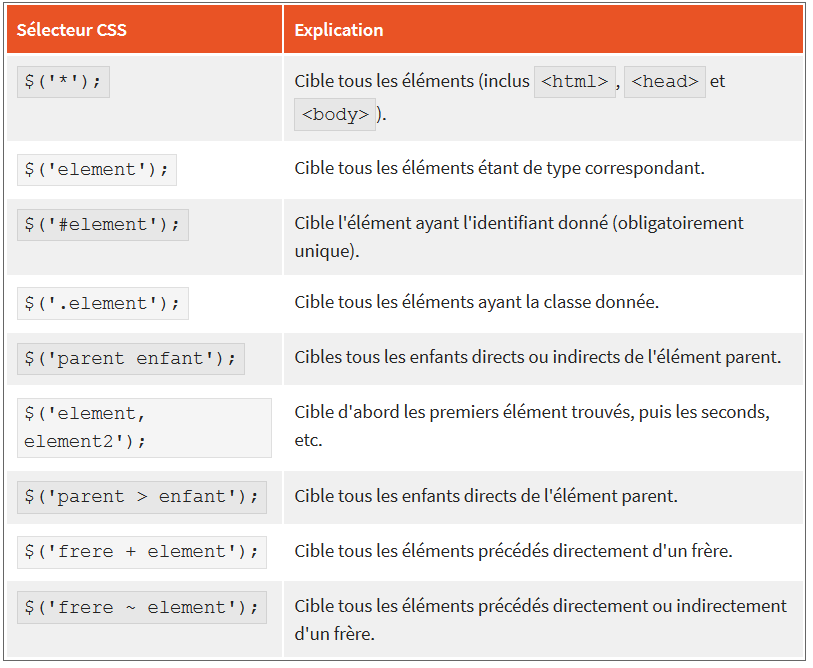 Sélecteur CSS
Explication
$('*');
Cible tous les éléments (inclus <html>, <head> et
<body>).
$('element');
Cible tous les éléments étant de type correspondant.
$('#element');
Cible l'élément ayant l'identifiant donné (obligatoirement
unique).
$('.element');
Cible tous les éléments ayant la classe donnée.
$('parent enfant');
Cibles tous les enfants directs ou indirects de l'élément parent.
$('element,
element2');
Cible d'abord les premiers élément trouvés, puis les seconds,
etc.
$('parent > enfant');
Cible tous les enfants directs de l'élément parent.
$('frere + element');
Cible tous les éléments précédés directement d'un frère.
$('frere ~ element');
Cible tous les éléments précédés directement ou indirectement
d'un frère.